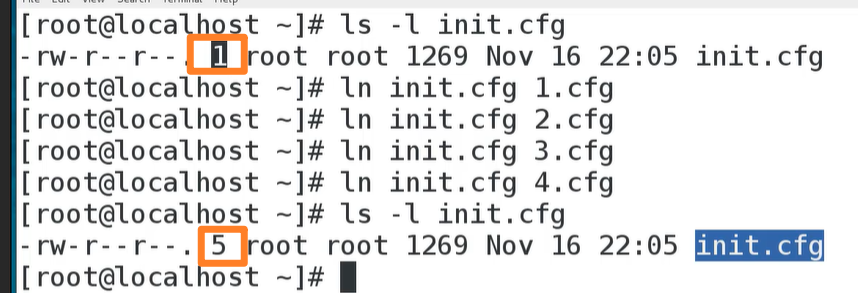 File Edit View Search Terminal Help
[root@localhost ~]# ls -l init.cfg
-rw-r--r--. 1 root root 1269 Nov 16 22:05 init.cfg
[root@localhost ~]# ln init.cfg 1.cfg
[root@localhost ~]# ln init.cfg 2.cfg
[root@localhost ~]# ln init.cfg 3.cfg
[root@localhost ~]# ln init.cfg 4.cfg
[root@localhost ~]# ls -l init.cfg
-rw-r--r--. 5 root root 1269 Nov 16 22:05 init.cfg
[root@localhost ~]#